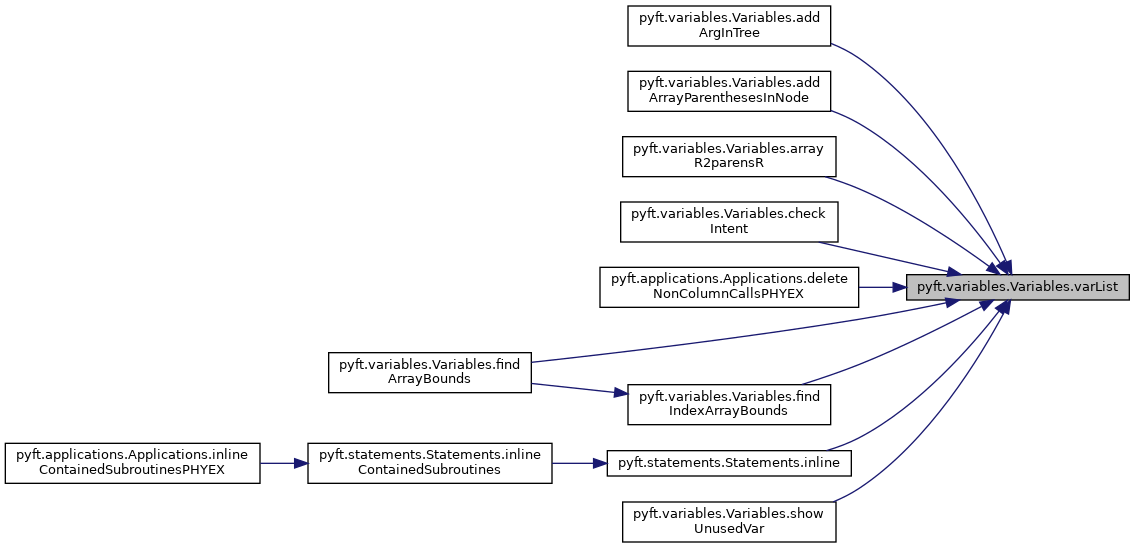 pyft.variables.Variables.add
ArgInTree
pyft.variables.Variables.add
ArrayParenthesesInNode
pyft.variables.Variables.array
R2parensR
pyft.variables.Variables.check
Intent
pyft.applications.Applications.delete
NonColumnCallsPHYEX
pyft.variables.Variables.varList
pyft.variables.Variables.find
ArrayBounds
pyft.variables.Variables.find
IndexArrayBounds
pyft.applications.Applications.inline
ContainedSubroutinesPHYEX
pyft.statements.Statements.inline
ContainedSubroutines
pyft.statements.Statements.inline
pyft.variables.Variables.show
UnusedVar